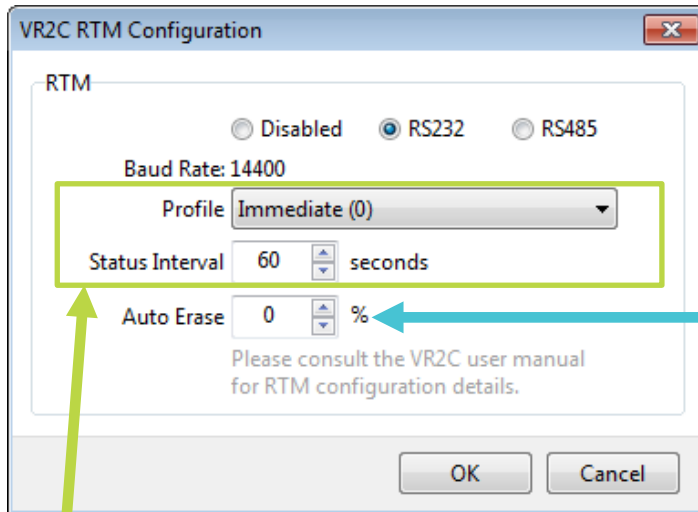 VR2C RTM Configuration
RTM
Disabled RS232 RS485
Baud Rate: 14400
Profile Immediate (0)
Status Interval 60 seconds
Auto Erase 0 %
Please consult the VR2C user manual
for RTM configuration details.
OK Cancel